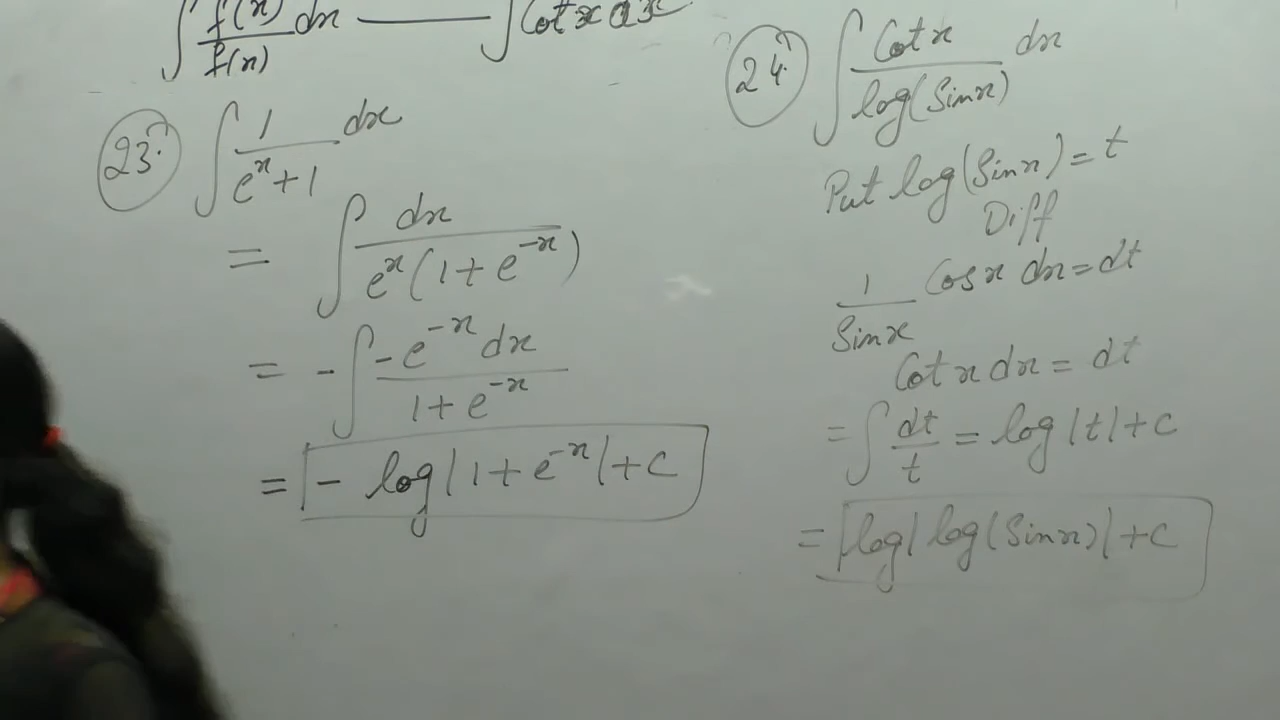 ∫ f'(x)/f(x) dx —— ∫ Cot x dx
23. ∫ 1/(e^x + 1) dx
= ∫ dx/(e^x (1 + e^-x))
= - ∫ -e^-x dx/(1 + e^-x)
= - log|1 + e^-x| + c
24. ∫ Cot x/log(Sin x) dx
Put log(Sin x) = t
Diff
1/Sin x Cos x dx = dt
Cot x dx = dt
= ∫ dt/t = log|t| + c
= log|log(Sin x)| + c